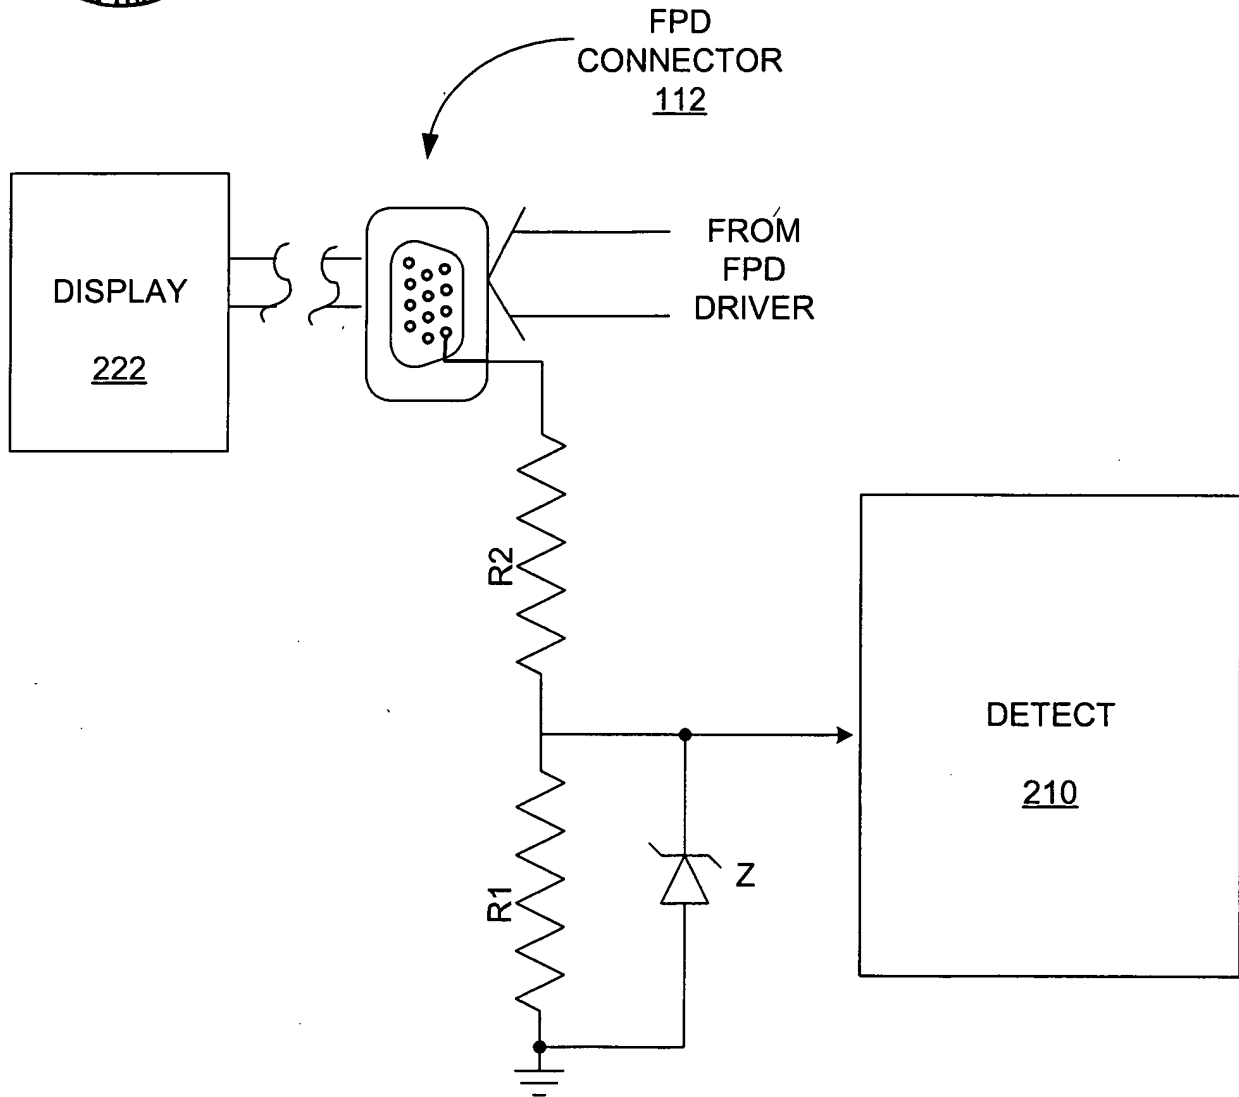 FPD
CONNECTOR
112
DISPLAY
222
FROM
FPD
DRIVER
R2
DETECT
210
R1
Z